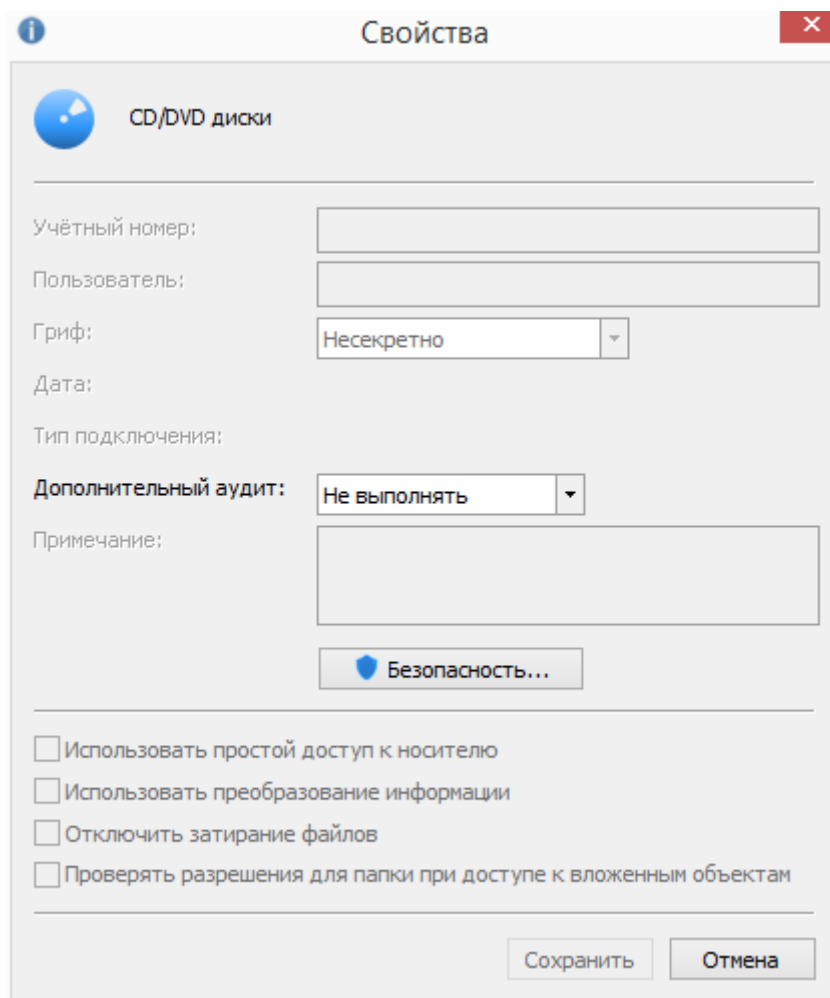 Свойства
CD/DVD диски
Учётный номер:
Пользователь:
Гриф: Несекретно
Дата:
Тип подключения:
Дополнительный аудит: Не выполнять
Примечание:
Безопасность...
Использовать простой доступ к носителю
Использовать преобразование информации
Отключить затирание файлов
Проверять разрешения для папки при доступе к вложенным объектам
Сохранить Отмена